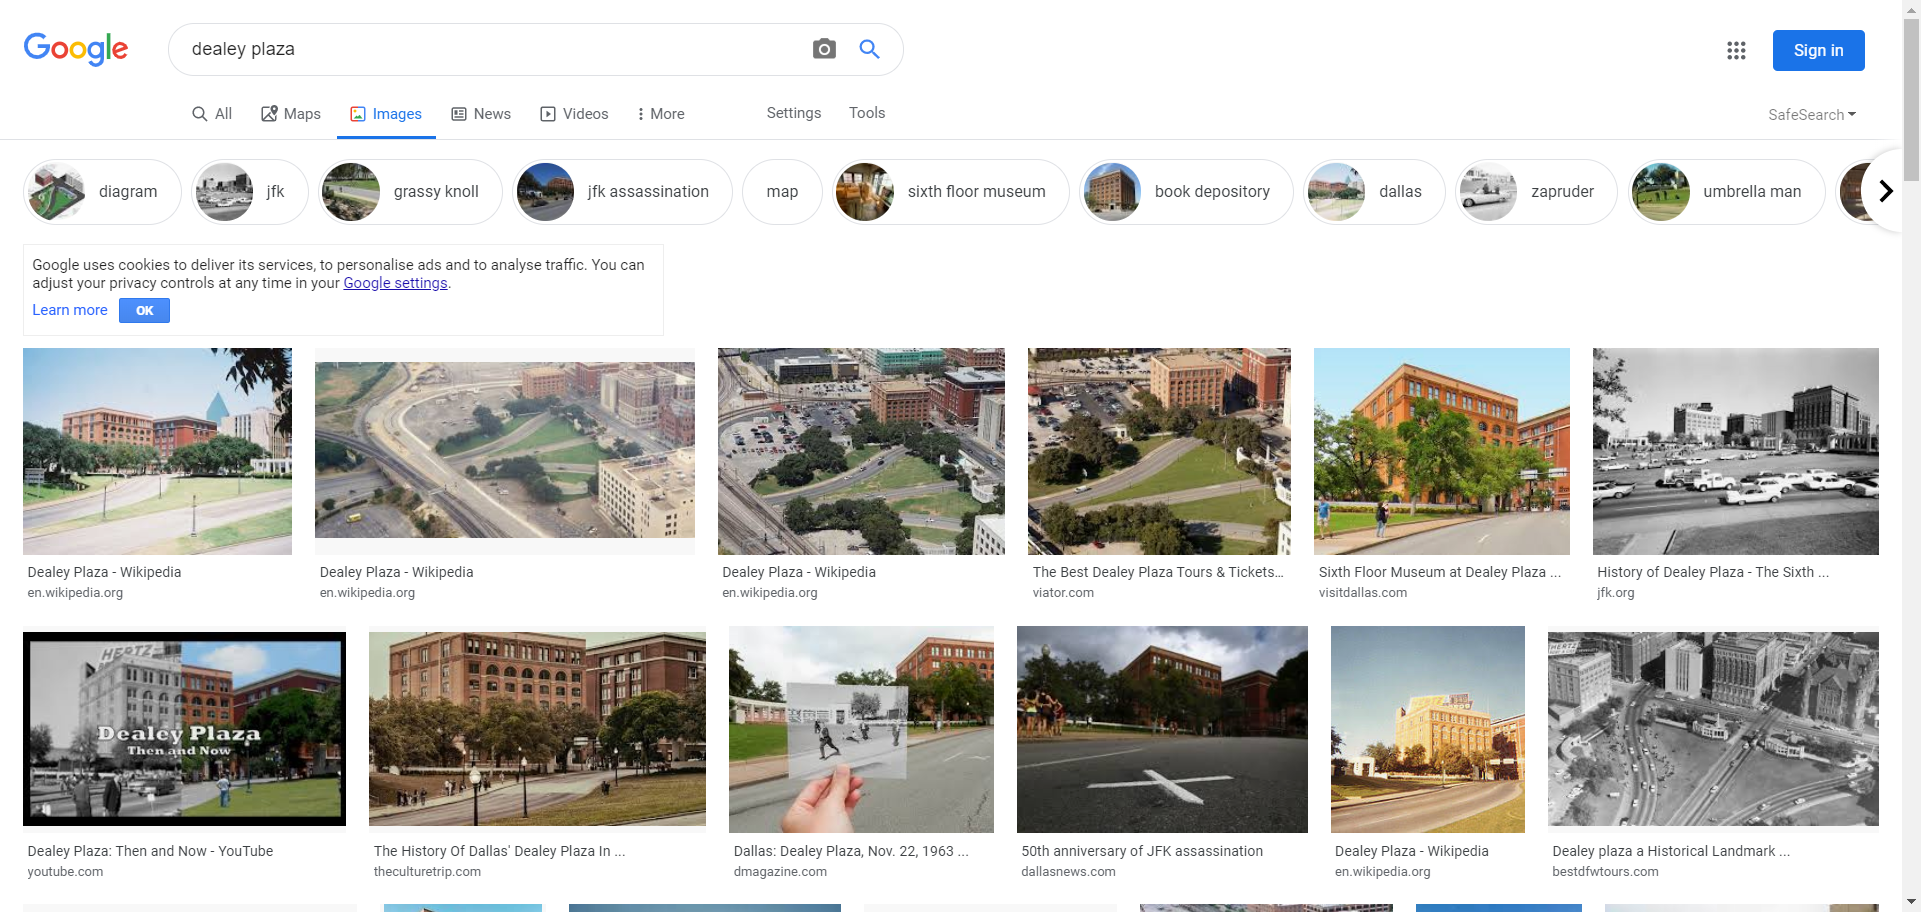 Google
dealey plaza
Sign in
All
Maps
Images
News
Videos
More
Settings
Tools
SafeSearch
diagram
jfk
grassy knoll
jfk assassination
map
sixth floor museum
book depository
dallas
zapruder
umbrella man
Google uses cookies to deliver its services, to personalise ads and to analyse traffic. You can
adjust your privacy controls at any time in your Google settings.
Learn more
OK
Dealey Plaza - Wikipedia
en.wikipedia.org
Dealey Plaza - Wikipedia
en.wikipedia.org
Dealey Plaza - Wikipedia
en.wikipedia.org
The Best Dealey Plaza Tours & Tickets...
viator.com
Sixth Floor Museum at Dealey Plaza ...
visitdallas.com
History of Dealey Plaza - The Sixth ...
jfk.org
HERTZ
Dealey Plaza
Then and Now
Dealey Plaza: Then and Now - YouTube
youtube.com
The History Of Dallas' Dealey Plaza In ...
theculturetrip.com
Dallas: Dealey Plaza, Nov. 22, 1963 ...
dmagazine.com
50th anniversary of JFK assassination
dallasnews.com
Dealey Plaza - Wikipedia
en.wikipedia.org
Dealey plaza a Historical Landmark ...
bestdfwtours.com